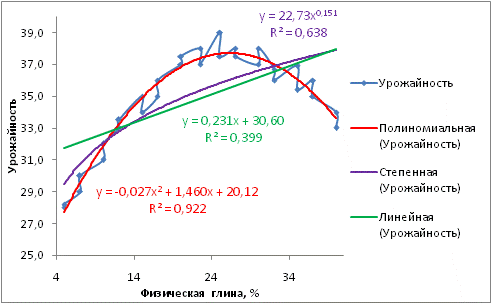 y = 22,73x^0,151
R² = 0,638
39,0
37,0
35,0
33,0
31,0
29,0
27,0
25,0
Урожайность
y = 0,231x + 30,60
R² = 0,399
y = -0,027x² + 1,460x + 20,12
R² = 0,922
4
14
24
34
Физическая глина, %
Урожайность
Полиномиальная
(Урожайность)
Степенная
(Урожайность)
Линейная
(Урожайность)